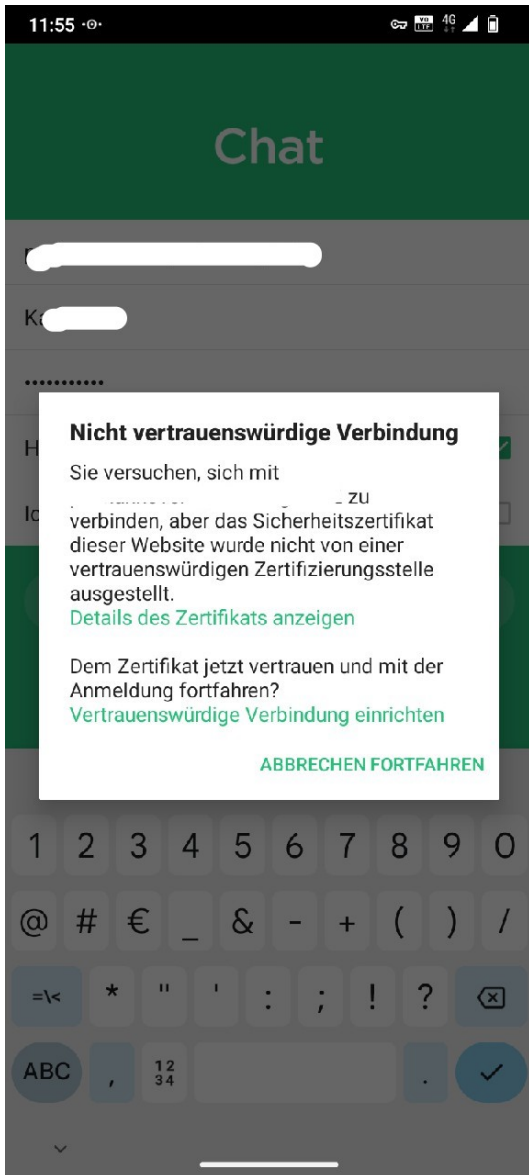 11:55
VO
LTE
4G
Chat
Nicht vertrauenswürdige Verbindung
Sie versuchen, sich mit
zu
verbinden, aber das Sicherheitszertifikat
dieser Website wurde nicht von einer
vertrauenswürdigen Zertifizierungsstelle
ausgestellt.
Details des Zertifikats anzeigen
Dem Zertifikat jetzt vertrauen und mit der
Anmeldung fortfahren?
Vertrauenswürdige Verbindung einrichten
ABBRECHEN FORTFAHREN
1 2 3 4 5 6 7 8 9 0
@ # € _ & - + ( ) /
=\< * " ' : ; ! ?
ABC , 12 .
34